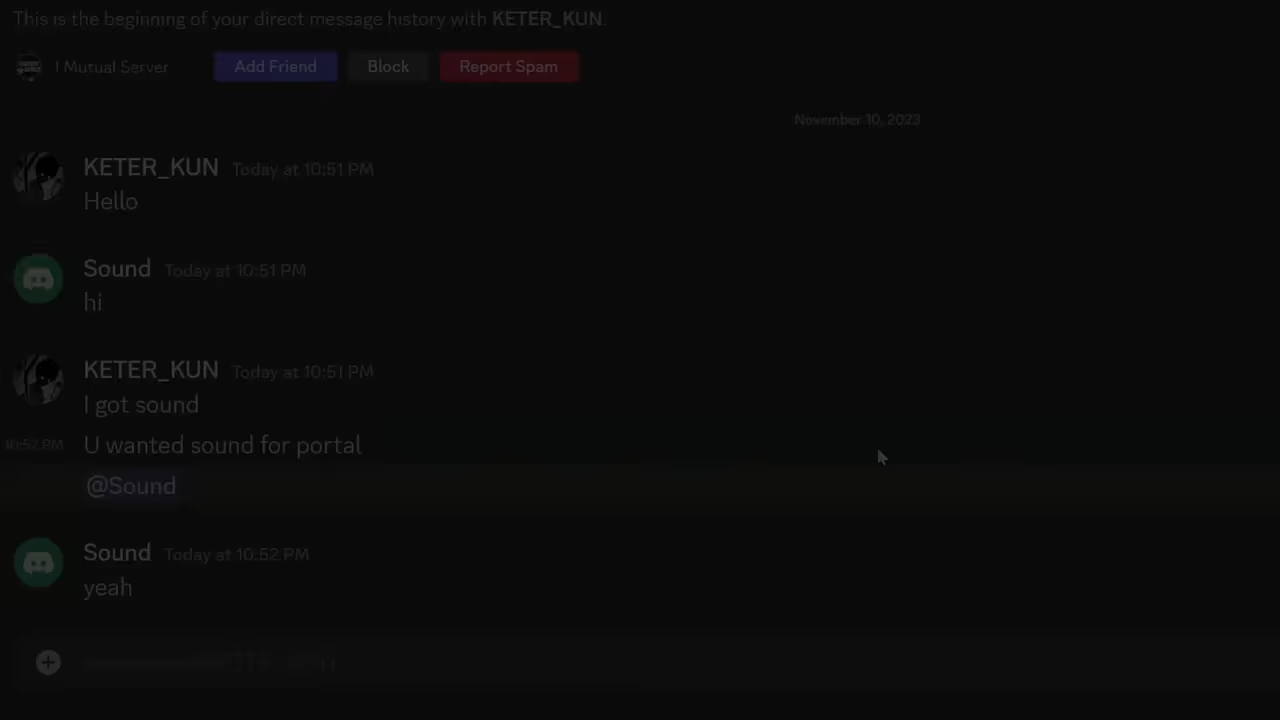 This is the beginning of your direct message history with KETER_KUN.
1 Mutual Server
Add Friend
Block
Report Spam
November 10, 2023
KETER_KUN Today at 10:51 PM
Hello
Sound Today at 10:51 PM
hi
KETER_KUN Today at 10:51 PM
I got sound
10:52 PM U wanted sound for portal
@Sound
Sound Today at 10:52 PM
yeah